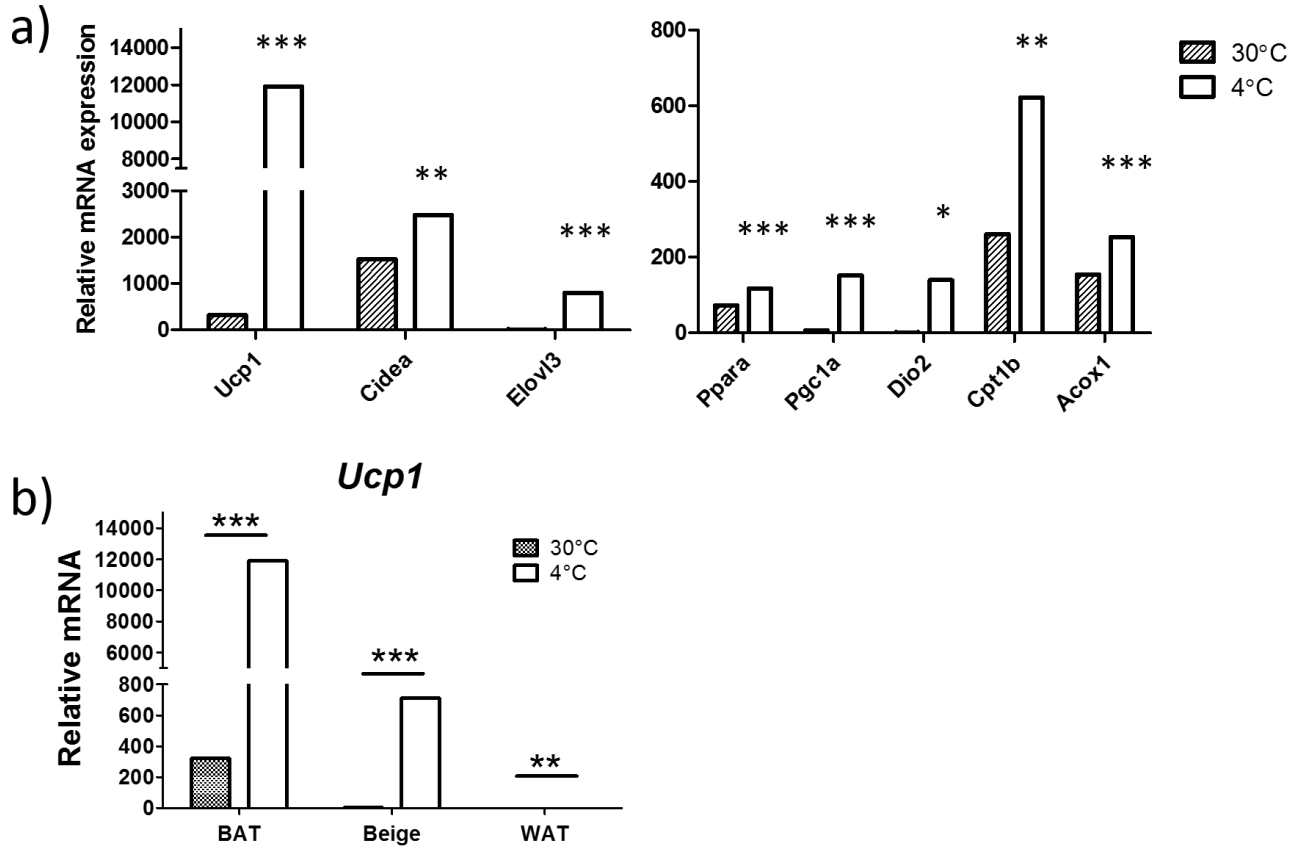 a)
Relative mRNA expression
14000
12000
10000
8000
3000
2000
1000
0
***
**
***
Ucp1
Cidea
Elovl3
800
600
400
200
0
***
***
*
**
***
Ppara
Pgc1a
Dio2
Cpt1b
Acox1
30°C
4°C
b)
Ucp1
Relative mRNA
14000
12000
10000
8000
6000
800
600
400
200
0
***
***
**
BAT
Beige
WAT
30°C
4°C